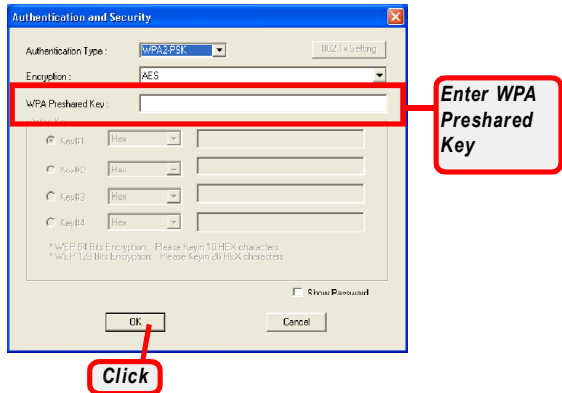 Authentication and Security
Authentication Type : WPA2-PSK 802.1x Setting
Encryption : AES
WPA Preshared Key :
Enter WPA
Preshared
Key
Key#1 Hex
Key#2 Hex
Key#3 Hex
Key#4 Hex
* WEP 64 Bits Encryption: Please Keyin 10 HEX characters
* WEP 128 Bits Encryption: Please Keyin 26 HEX characters
Show Password
OK Cancel
Click